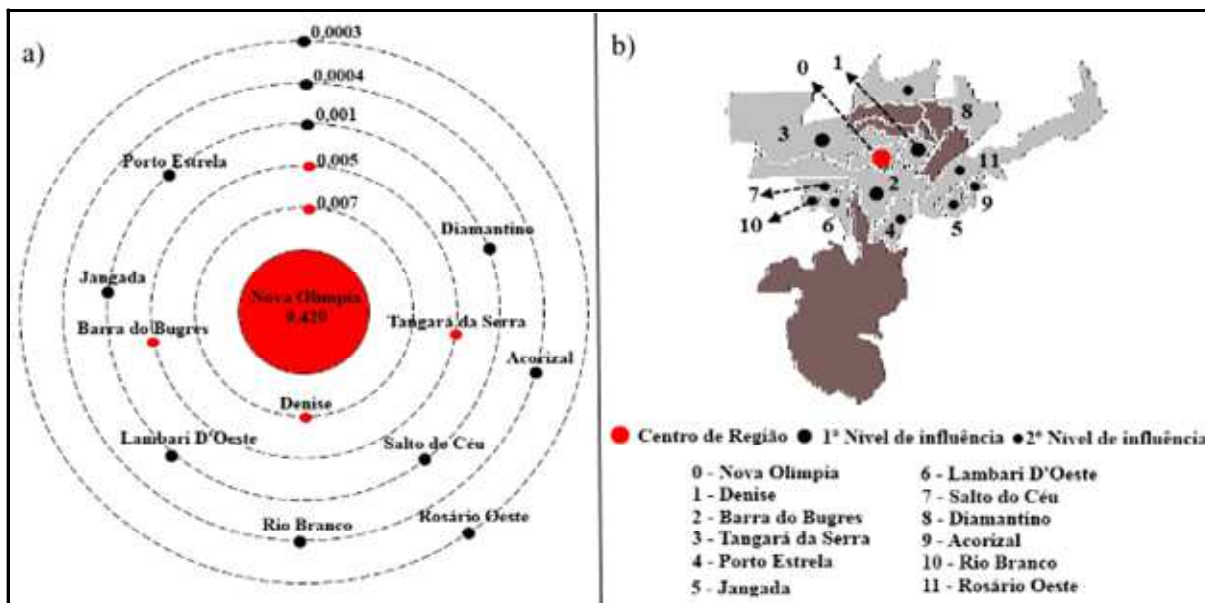 a)
0,0003
0,0004
0,001
0,005
0,007
Porto Estrela
Diamantino
Jangada
Nova Olímpia
0,420
Barra do Bugres
Tangará da Serra
Acorizal
Denise
Lambari D'Oeste
Salto do Céu
Rio Branco
Rosário Oeste
b)
0
1
8
3
11
2
7
9
10
6
4
5
Centro de Região
1º Nível de influência
2º Nível de influência
0 - Nova Olímpia
1 - Denise
2 - Barra do Bugres
3 - Tangará da Serra
4 - Porto Estrela
5 - Jangada
6 - Lambari D'Oeste
7 - Salto do Céu
8 - Diamantino
9 - Acorizal
10 - Rio Branco
11 - Rosário Oeste